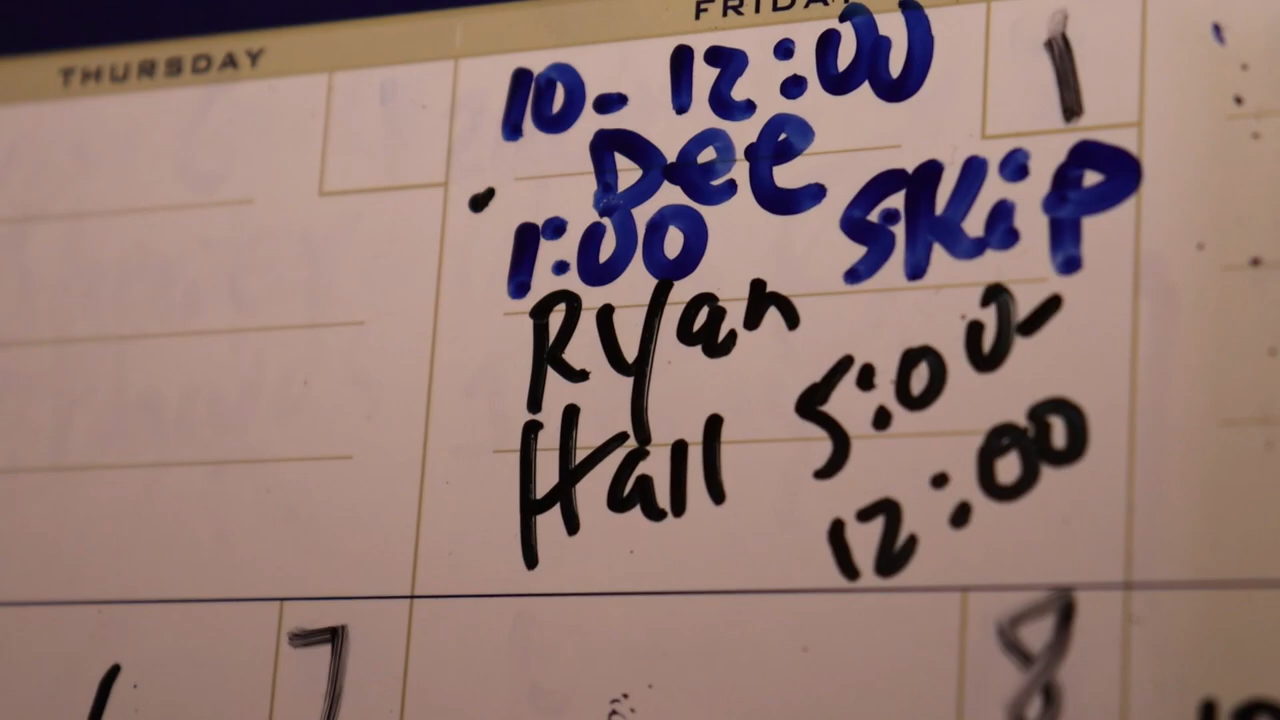 THURSDAY
FRIDAY
1
10-12:00
Dee
1:00 SKiP
Ryan
Hall
5:00-
12:00
7
8